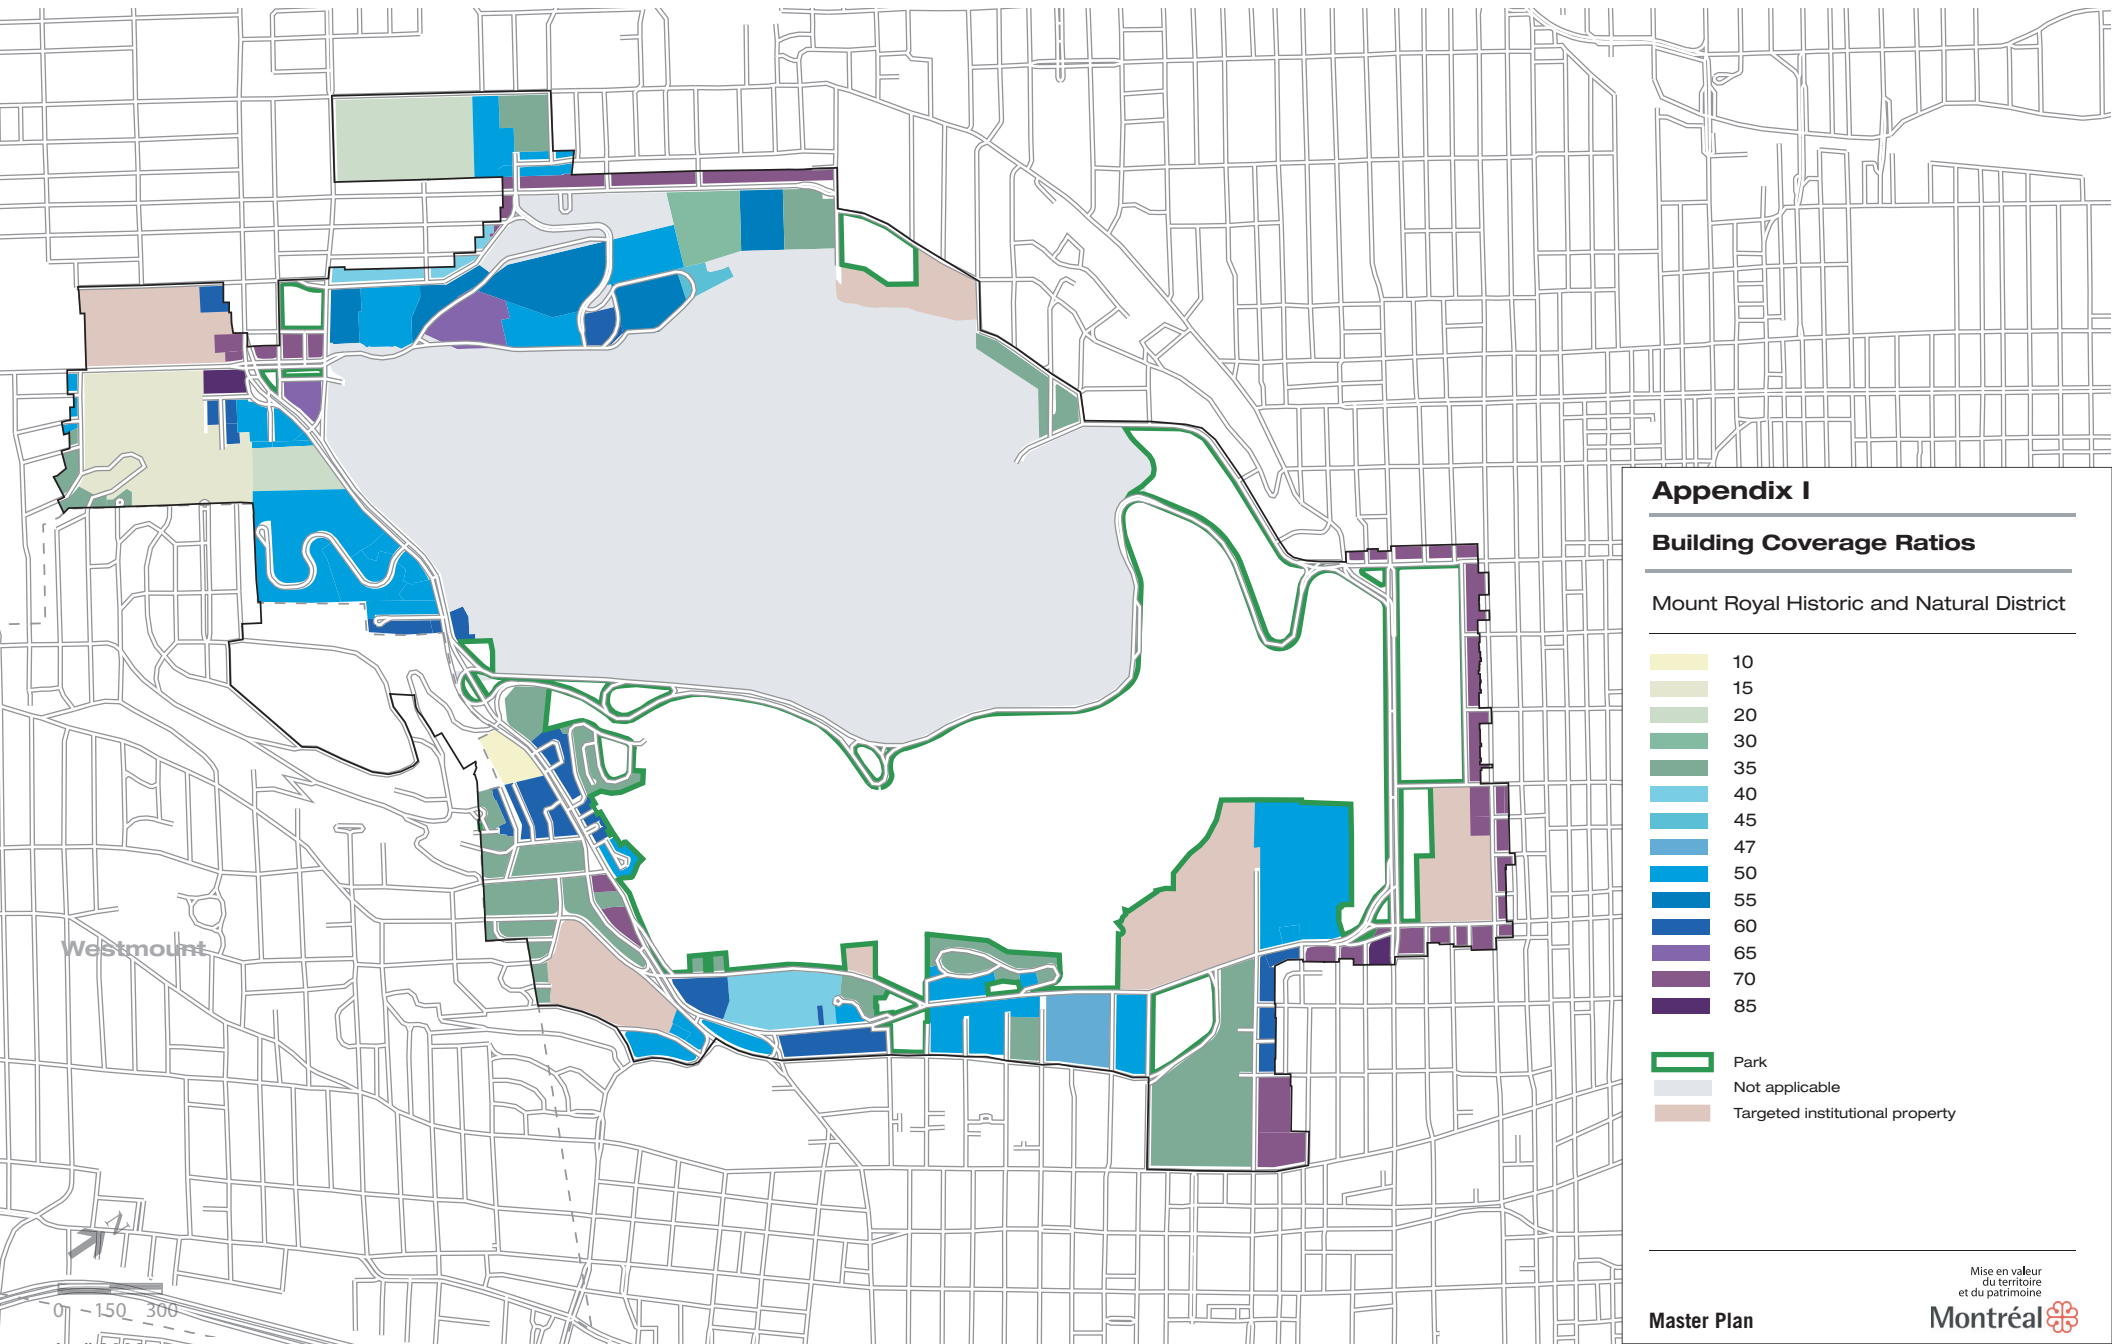 Appendix I
Building Coverage Ratios
Mount Royal Historic and Natural District
10
15
20
30
35
40
45
47
50
55
60
65
70
85
Park
Not applicable
Targeted institutional property
Westmount
N
0 150 300
Mise en valeur
du territoire
et du patrimoine
Master Plan
Montréal